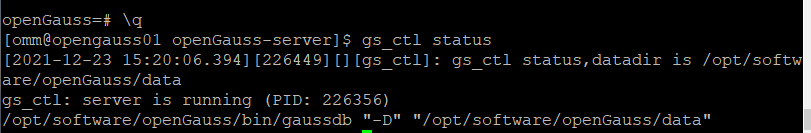 openGauss=# \q
[omm@opengauss01 openGauss-server]$ gs_ctl status
[2021-12-23 15:20:06.394][226449][][gs_ctl]: gs_ctl status,datadir is /opt/softw
are/openGauss/data
gs_ctl: server is running (PID: 226356)
/opt/software/openGauss/bin/gaussdb "-D" "/opt/software/openGauss/data"